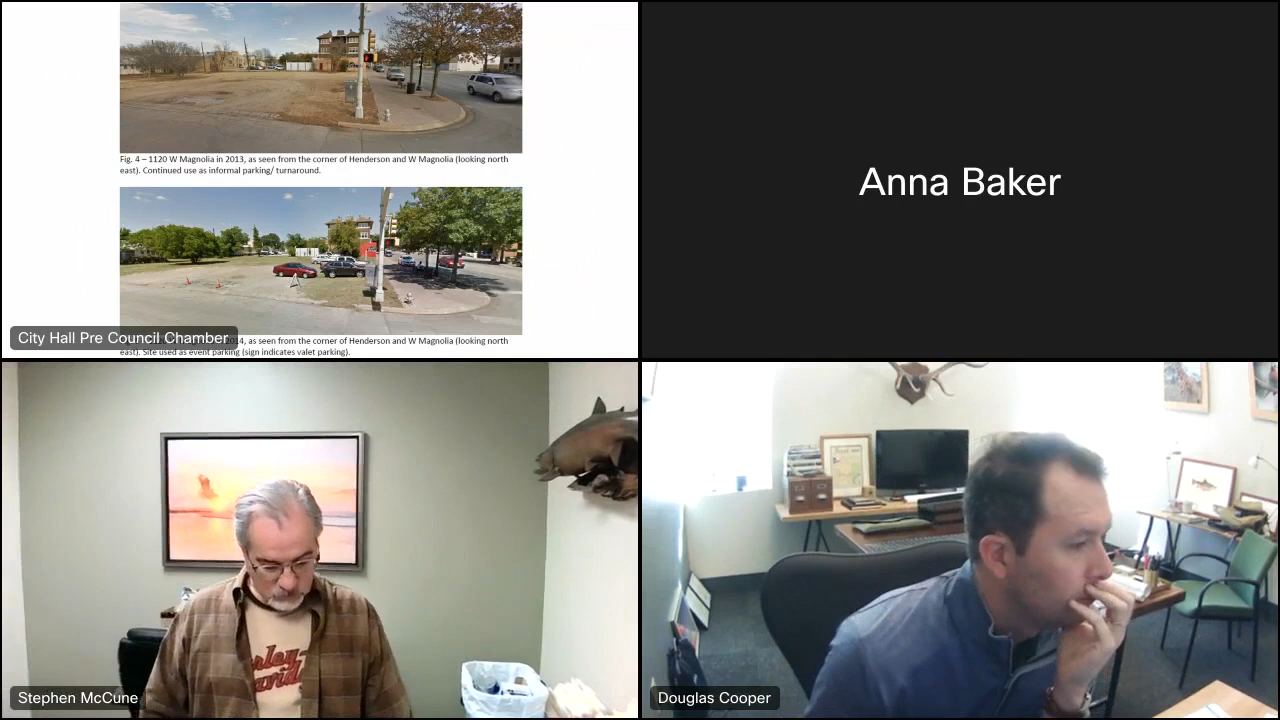 Fig. 4 – 1120 W Magnolia in 2013, as seen from the corner of Henderson and W Magnolia (looking north
east). Continued use as informal parking/ turnaround.
14, as seen from the corner of Henderson and W Magnolia (looking north
east). Site used as event parking (sign indicates valet parking).
City Hall Pre Council Chamber
Anna Baker
Stephen McCune
Douglas Cooper